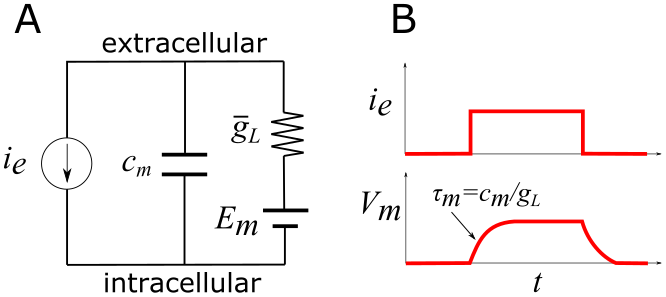 A
extracellular
i_e
c_m
ḡ_L
E_m
intracellular
B
i_e
V_m
τ_m=c_m/g_L
t